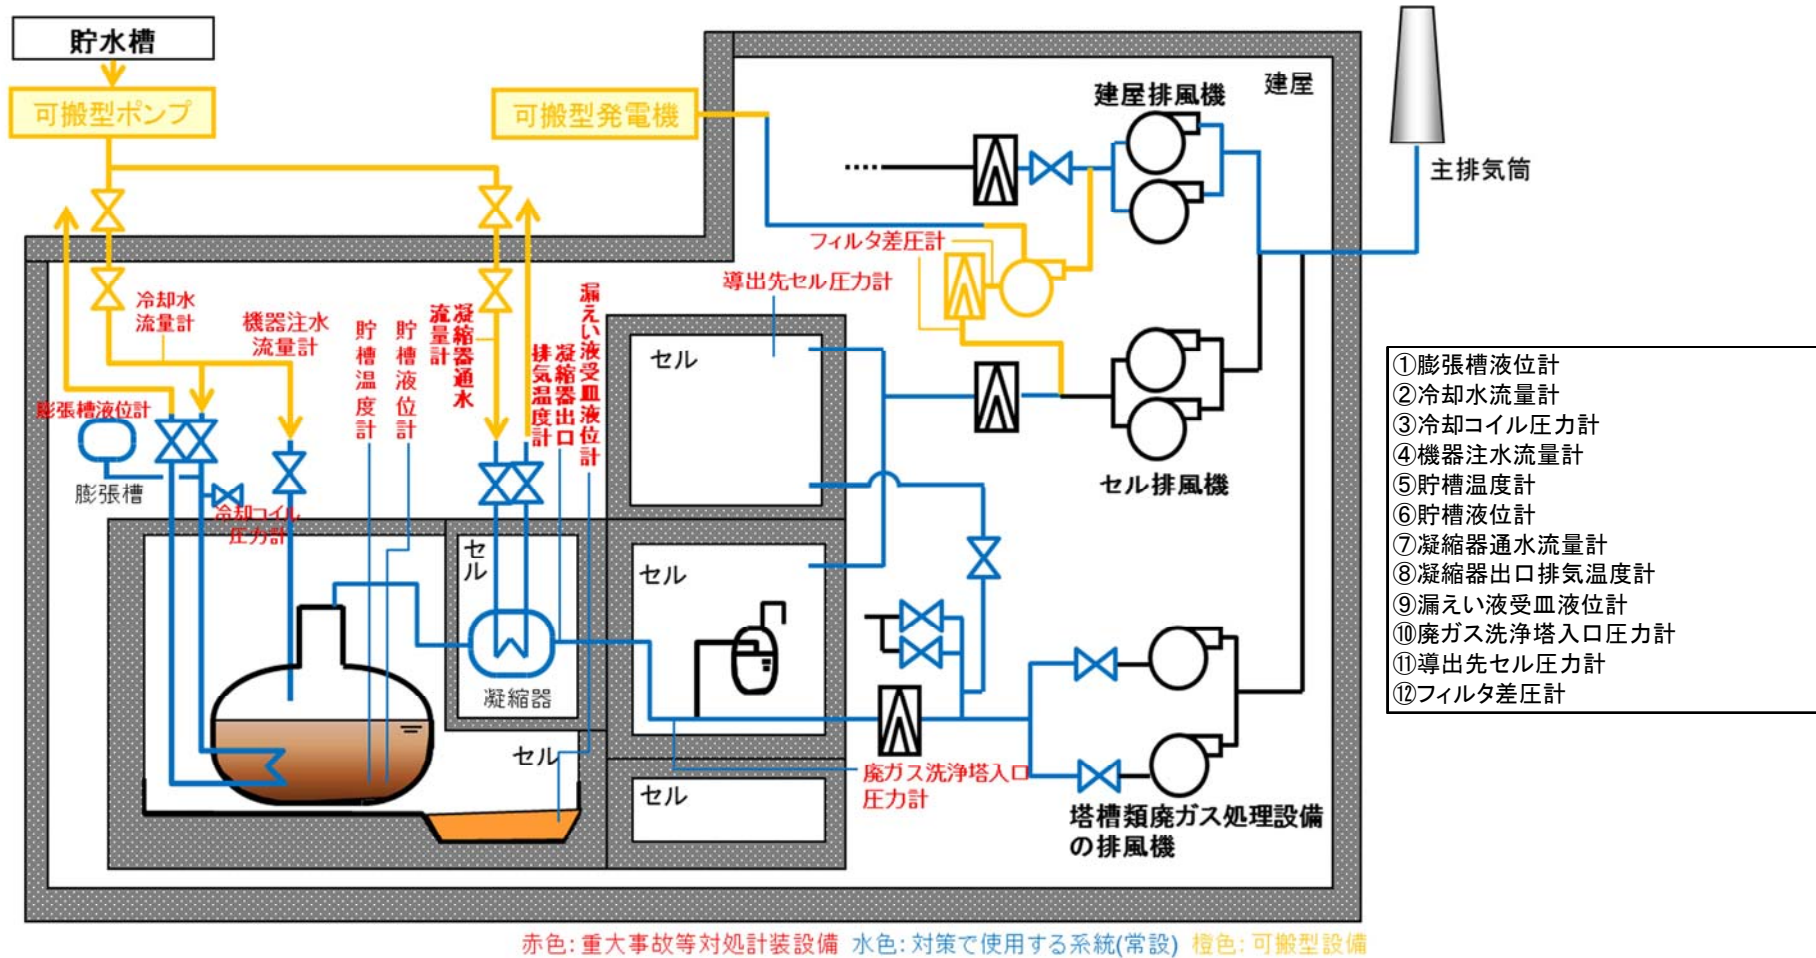 貯水槽
可搬型ポンプ
可搬型発電機
建屋排風機
建屋
主排気筒
フィルタ差圧計
導出先セル圧力計
冷却水
流量計
機器注水
流量計
貯槽温度計
貯槽液位計
凝縮器通水
流量計
凝縮器出口
排気温度計
漏えい液受皿液位計
セル
膨張槽液位計
膨張槽
冷却コイル
圧力計
セル排風機
セル
セル
凝縮器
セル
セル
廃ガス洗浄塔入口
圧力計
塔槽類廃ガス処理設備
の排風機
①膨張槽液位計
②冷却水流量計
③冷却コイル圧力計
④機器注水流量計
⑤貯槽温度計
⑥貯槽液位計
⑦凝縮器通水流量計
⑧凝縮器出口排気温度計
⑨漏えい液受皿液位計
⑩廃ガス洗浄塔入口圧力計
⑪導出先セル圧力計
⑫フィルタ差圧計
赤色: 重大事故等対処計装設備 水色: 対策で使用する系統(常設) 橙色: 可搬型設備